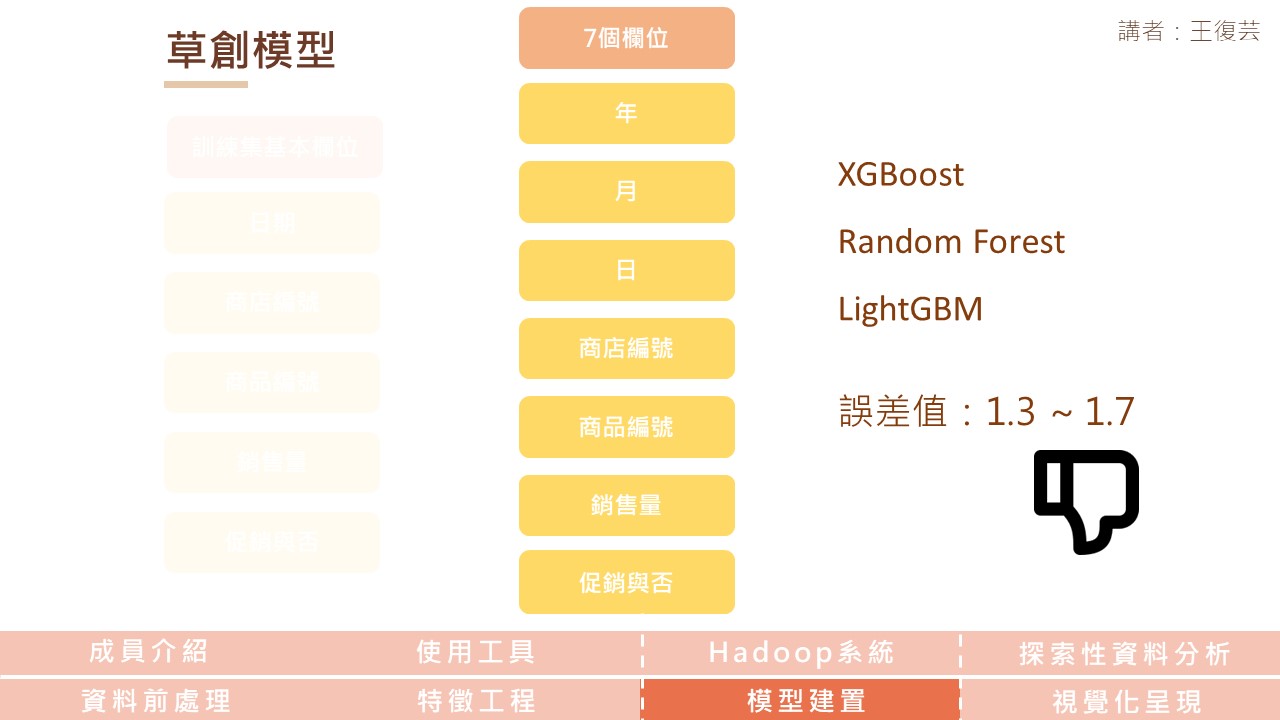 草創模型
講者：王復芸
訓練集基本欄位
日期
商店編號
商品編號
銷售量
促銷與否
7個欄位
年
月
日
商店編號
商品編號
銷售量
促銷與否
XGBoost
Random Forest
LightGBM
誤差值：1.3 ~ 1.7
成員介紹
使用工具
Hadoop系統
探索性資料分析
資料前處理
特徵工程
模型建置
視覺化呈現